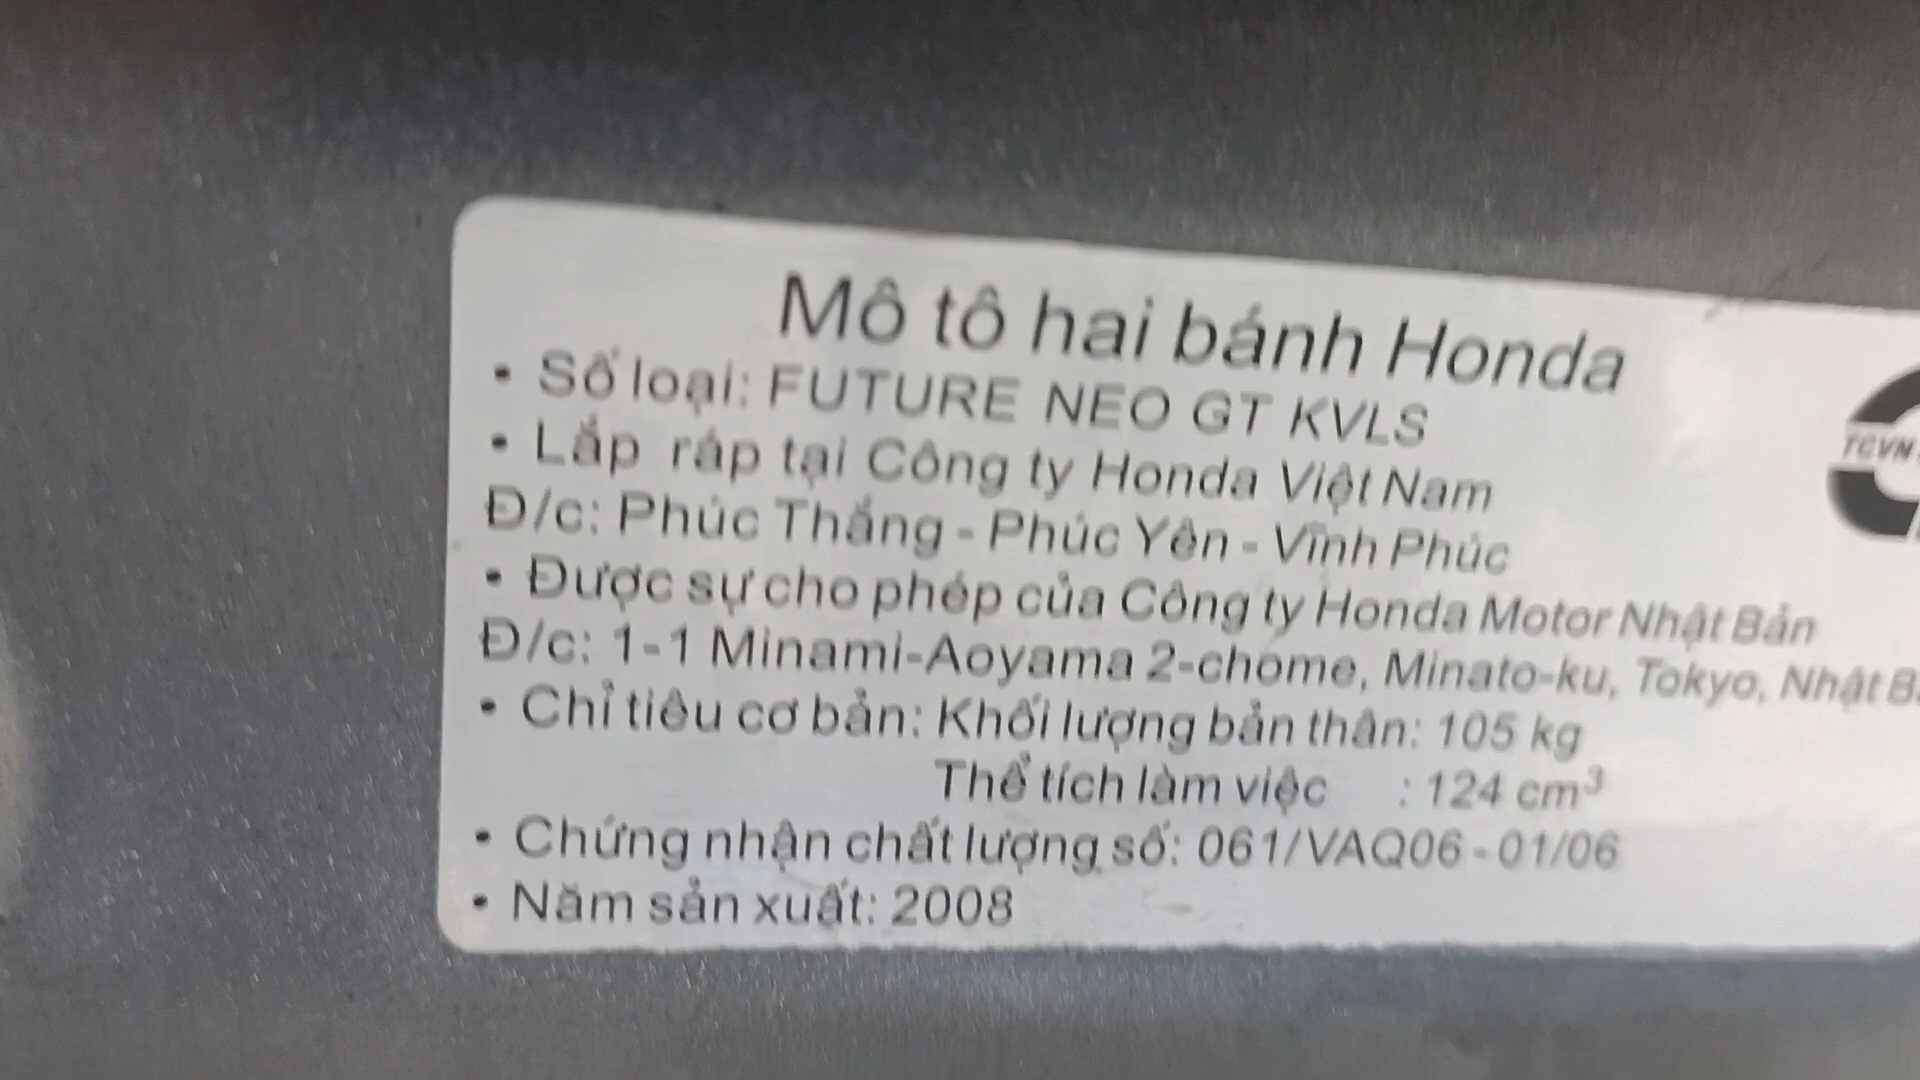 Mô tô hai bánh Honda
• Số loại: FUTURE NEO GT KVLS
• Lắp ráp tại Công ty Honda Việt Nam
Đ/c: Phúc Thắng - Phúc Yên - Vĩnh Phúc
• Được sự cho phép của Công ty Honda Motor Nhật Bản
Đ/c: 1-1 Minami-Aoyama 2-chome, Minato-ku, Tokyo, Nhật
• Chỉ tiêu cơ bản: Khối lượng bản thân: 105 kg
Thể tích làm việc : 124 cm³
• Chứng nhận chất lượng số: 061/VAQ06 - 01/06
• Năm sản xuất: 2008
TCVN